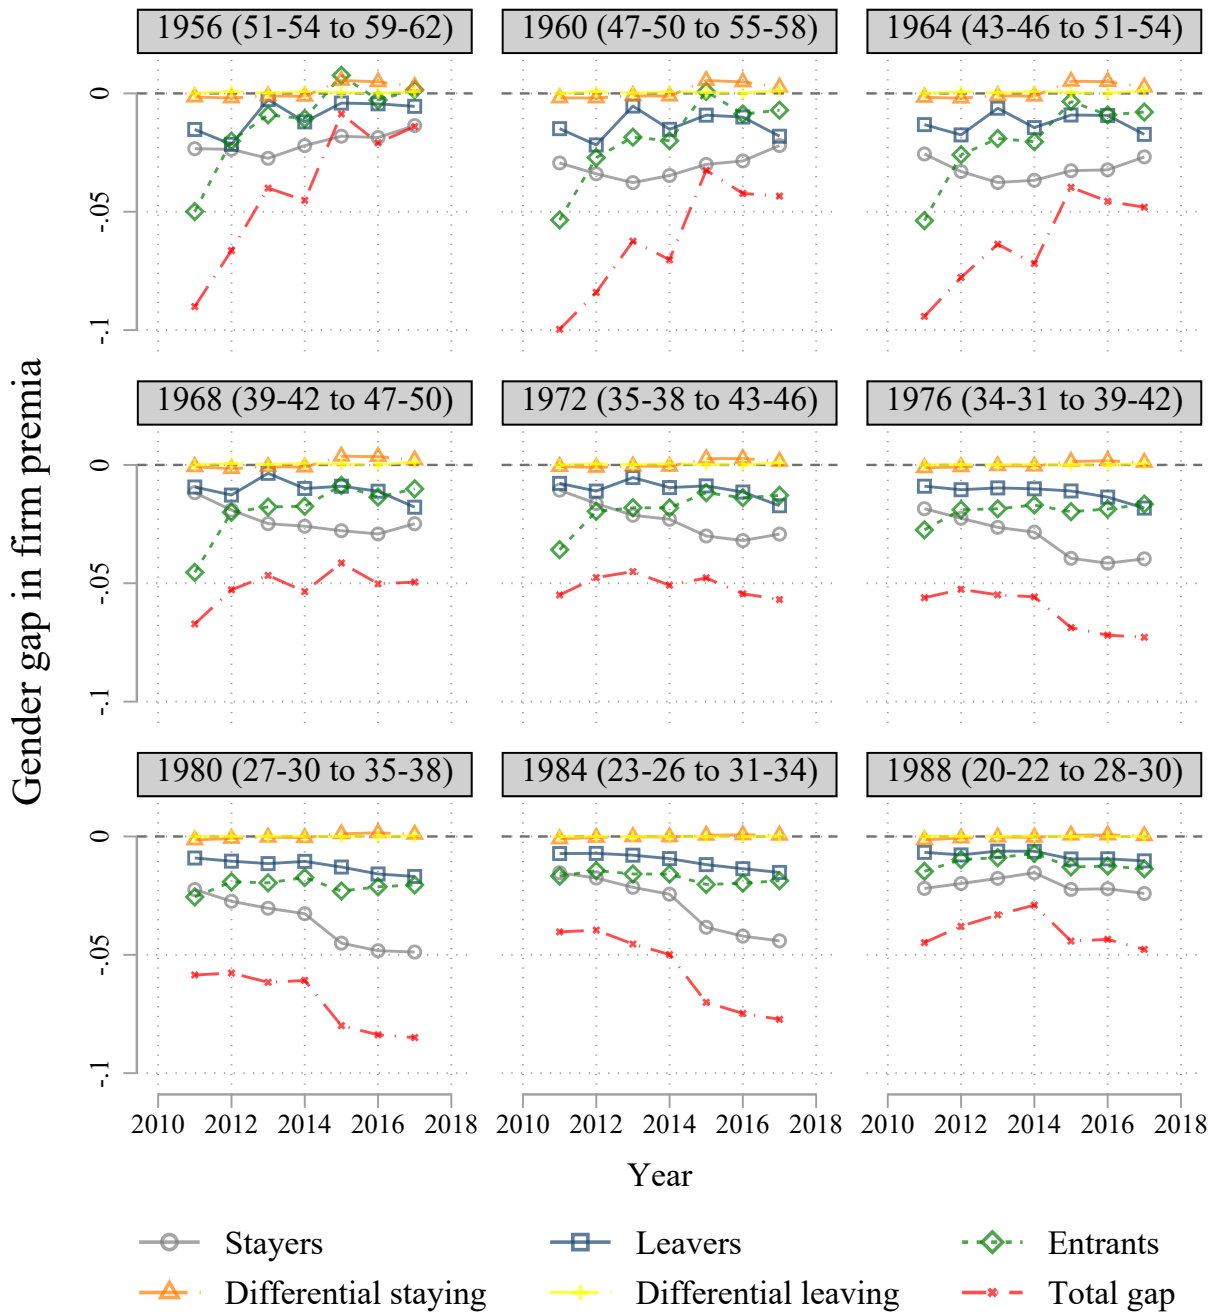 1956 (51-54 to 59-62) 1960 (47-50 to 55-58) 1964 (43-46 to 51-54)
0
-.05
-.1
1968 (39-42 to 47-50) 1972 (35-38 to 43-46) 1976 (34-31 to 39-42)
0
-.05
-.1
1980 (27-30 to 35-38) 1984 (23-26 to 31-34) 1988 (20-22 to 28-30)
0
-.05
-.1
Gender gap in firm premia
2010 2012 2014 2016 2018 2010 2012 2014 2016 2018 2010 2012 2014 2016 2018
Year
Stayers Leavers Entrants
Differential staying Differential leaving Total gap